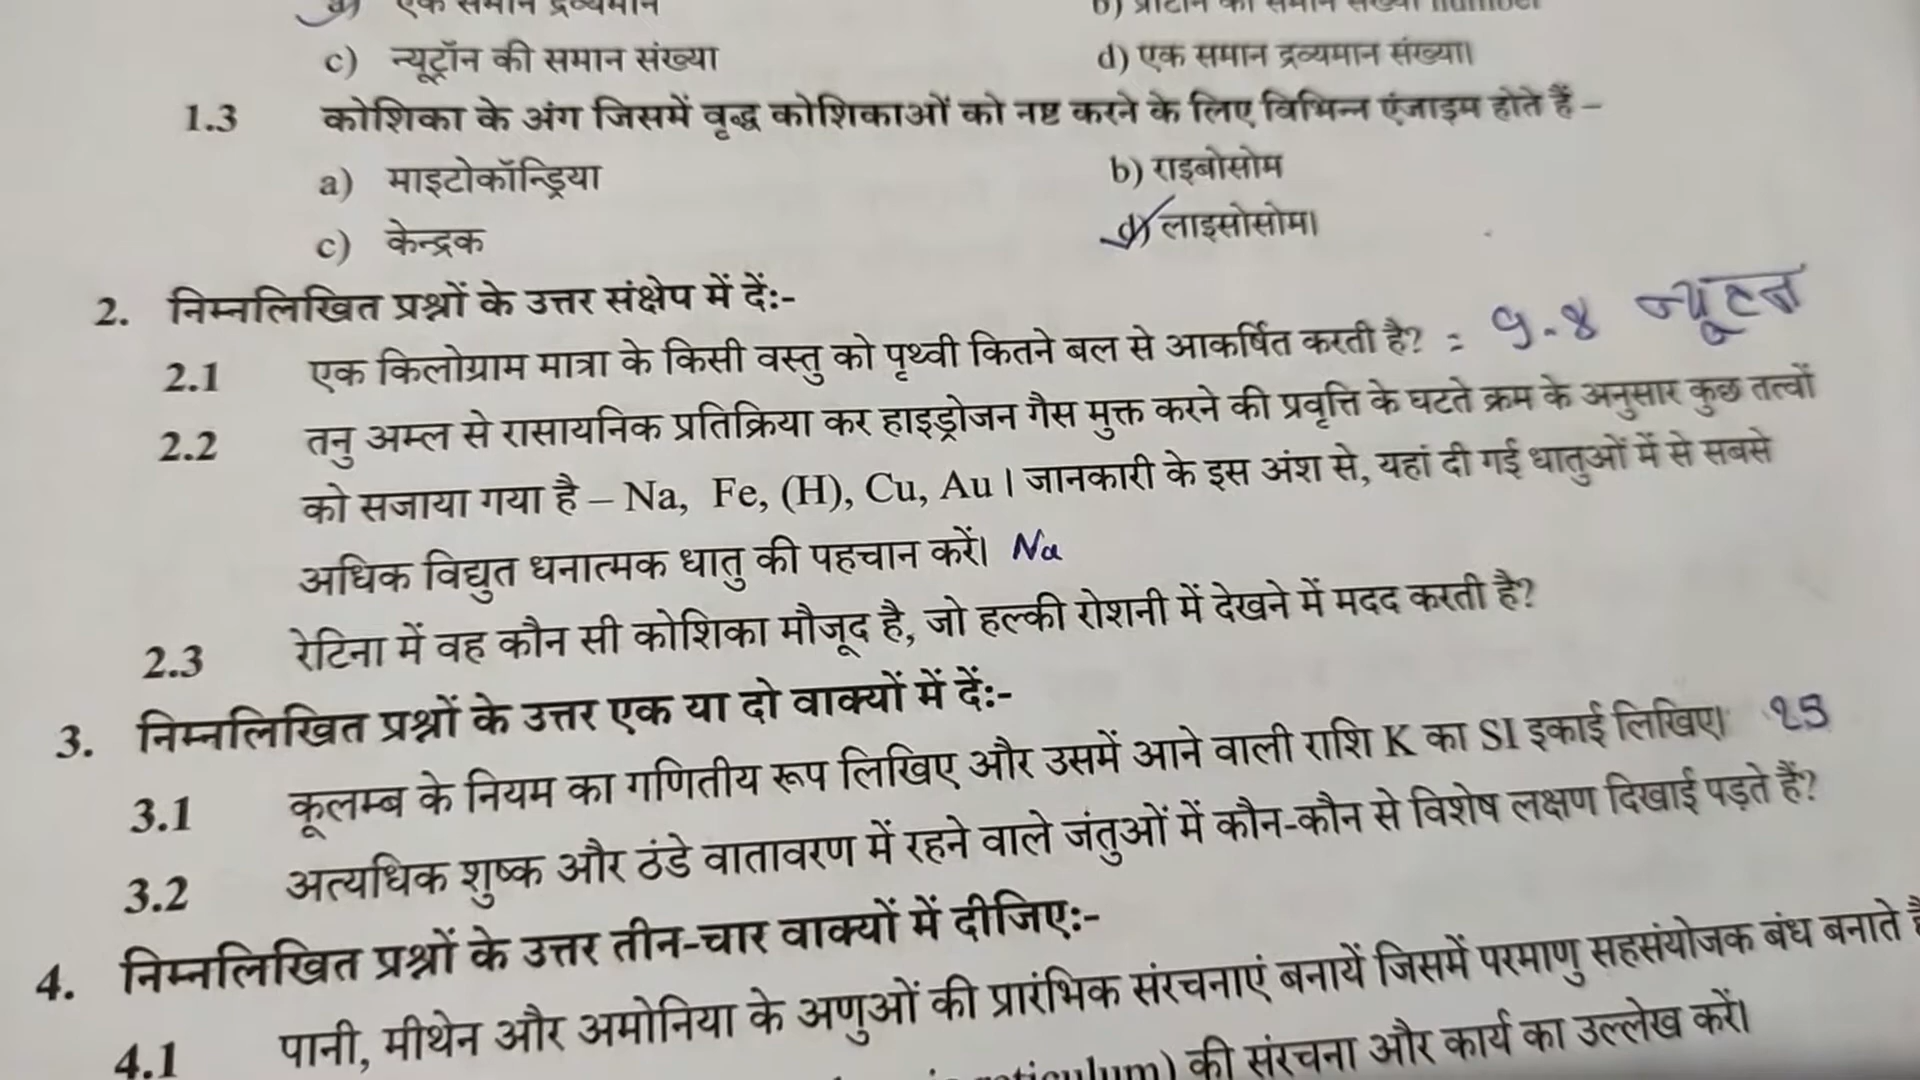 a) एक समान द्रव्यमान
b) प्रोटॉन की समान संख्या number
c) न्यूट्रॉन की समान संख्या
d) एक समान द्रव्यमान संख्या।
1.3 कोशिका के अंग जिसमें वृद्ध कोशिकाओं को नष्ट करने के लिए विभिन्न एंजाइम होते हैं –
a) माइटोकॉन्ड्रिया
b) राइबोसोम
c) केन्द्रक
d) लाइसोसोम।
2. निम्नलिखित प्रश्नों के उत्तर संक्षेप में दें:-
2.1 एक किलोग्राम मात्रा के किसी वस्तु को पृथ्वी कितने बल से आकर्षित करती है? = 9.8 न्यूटन
2.2 तनु अम्ल से रासायनिक प्रतिक्रिया कर हाइड्रोजन गैस मुक्त करने की प्रवृत्ति के घटते क्रम के अनुसार कुछ तत्वों
को सजाया गया है – Na, Fe, (H), Cu, Au । जानकारी के इस अंश से, यहां दी गई धातुओं में से सबसे
अधिक विद्युत धनात्मक धातु की पहचान करें। Na
2.3 रेटिना में वह कौन सी कोशिका मौजूद है, जो हल्की रोशनी में देखने में मदद करती है?
3. निम्नलिखित प्रश्नों के उत्तर एक या दो वाक्यों में दें:-
3.1 कूलम्ब के नियम का गणितीय रूप लिखिए और उसमें आने वाली राशि K का SI इकाई लिखिए।
3.2 अत्यधिक शुष्क और ठंडे वातावरण में रहने वाले जंतुओं में कौन-कौन से विशेष लक्षण दिखाई पड़ते हैं?
4. निम्नलिखित प्रश्नों के उत्तर तीन-चार वाक्यों में दीजिए:-
4.1 पानी, मीथेन और अमोनिया के अणुओं की प्रारंभिक संरचनाएं बनायें जिसमें परमाणु सहसंयोजक बंध बनाते है
की संरचना और कार्य का उल्लेख करें।